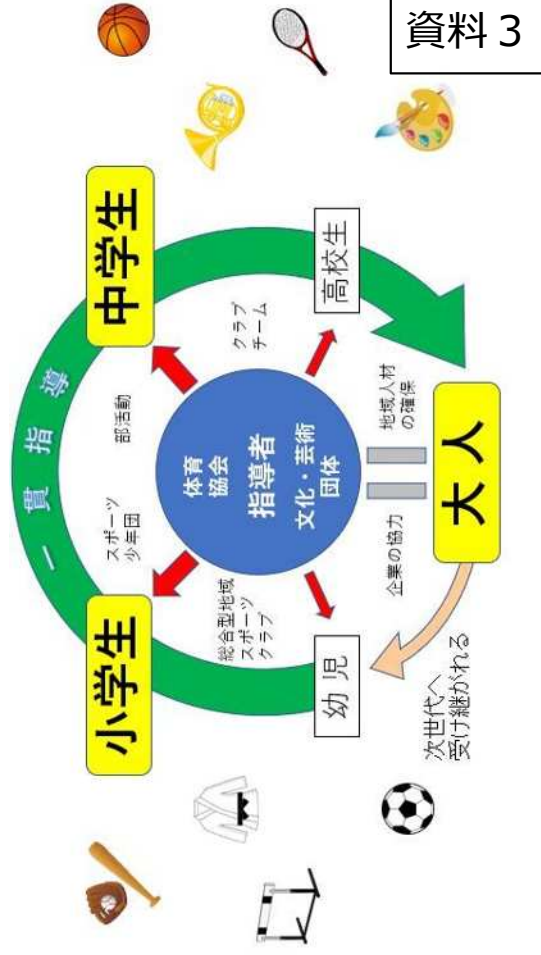 資料３
一貫指導
小学生
中学生
スポーツ
少年団
部活動
総合型地域
スポーツ
クラブ
クラブ
チーム
体育
協会
指導者
文化・芸術
団体
幼児
高校生
企業の協力
地域人材
の確保
大人
次世代へ
受け継がれる